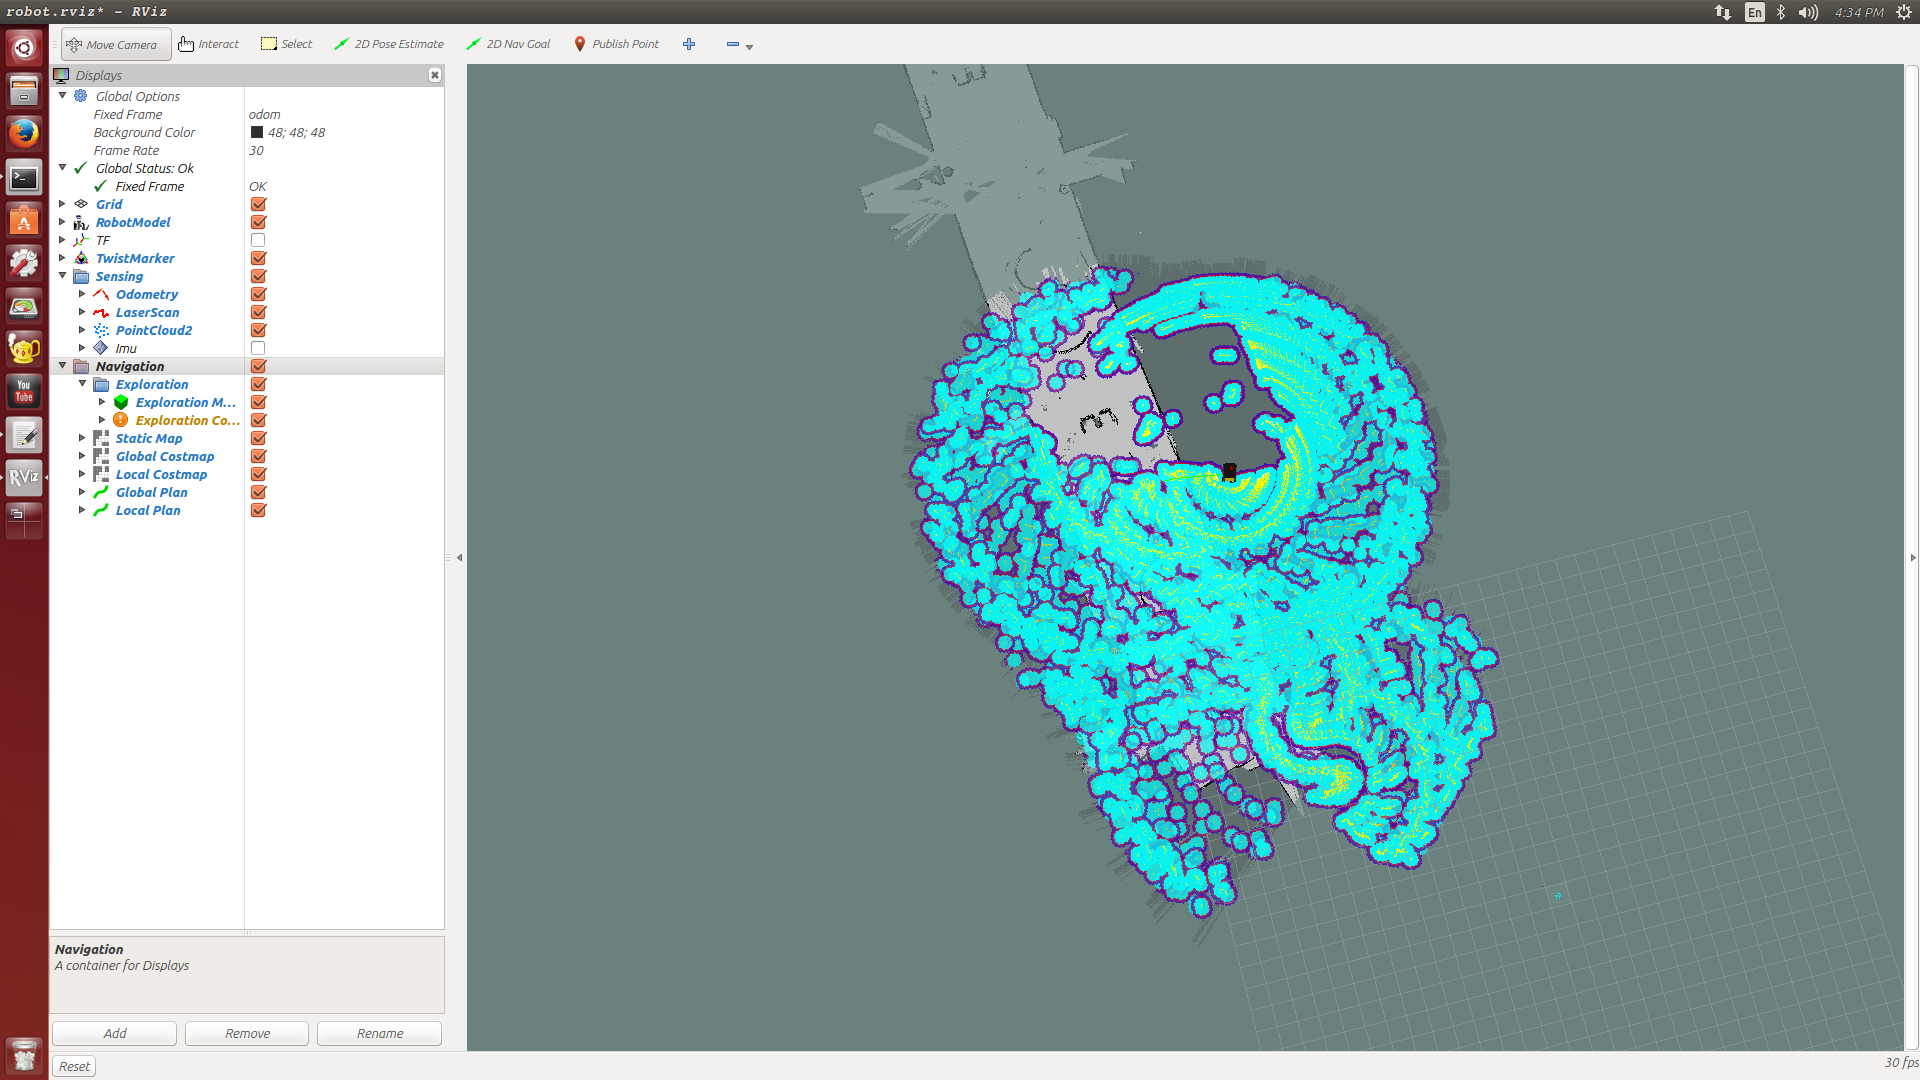 robot.rviz* - RViz
En
4:34 PM
Move Camera
Interact
Select
2D Pose Estimate
2D Nav Goal
Publish Point
Displays
Global Options
Fixed Frame odom
Background Color 48; 48; 48
Frame Rate 30
Global Status: Ok
Fixed Frame OK
Grid
RobotModel
TF
TwistMarker
Sensing
Odometry
LaserScan
PointCloud2
Imu
Navigation
Exploration
Exploration M...
Exploration Co...
Static Map
Global Costmap
Local Costmap
Global Plan
Local Plan
You
Tube
RViz
Navigation
A container for Displays
Add
Remove
Rename
Reset
30 fps